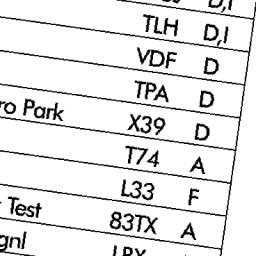 D,I
TLH D,I
VDF D
TPA D
ro Park X39 D
T74 A
L33 F
Test 83TX A
gnl